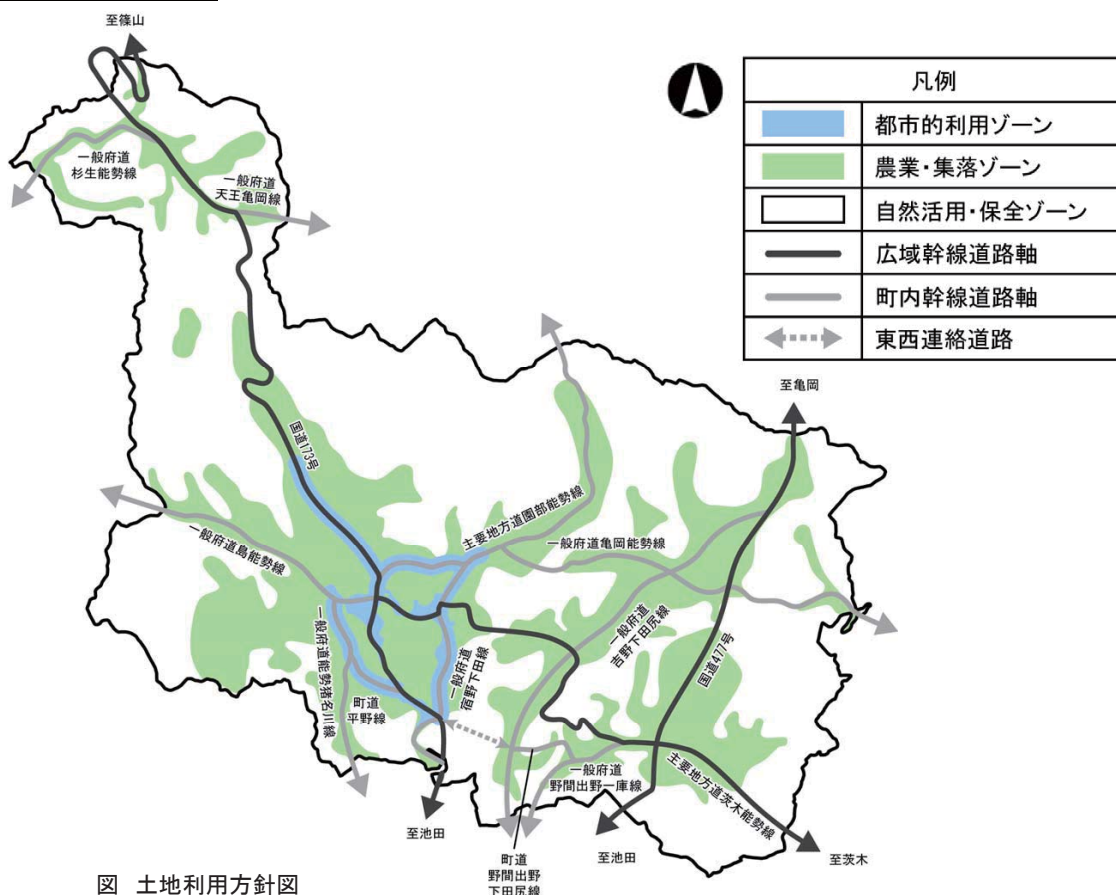 至篠山
凡例
都市的利用ゾーン
農業・集落ゾーン
自然活用・保全ゾーン
広域幹線道路軸
町内幹線道路軸
東西連絡道路
一般府道
杉生能勢線
一般府道
天王亀岡線
至亀岡
国道173号
主要地方道園部能勢線
一般府道島能勢線
一般府道亀岡能勢線
一般府道
吉野下田尻線
国道477号
一般府道能勢猪名川線
町道
平野線
一般府道
宿野下田線
一般府道
野間出野一庫線
主要地方道茨木能勢線
至池田
町道
野間出野
下田尻線
至池田
至茨木
図 土地利用方針図